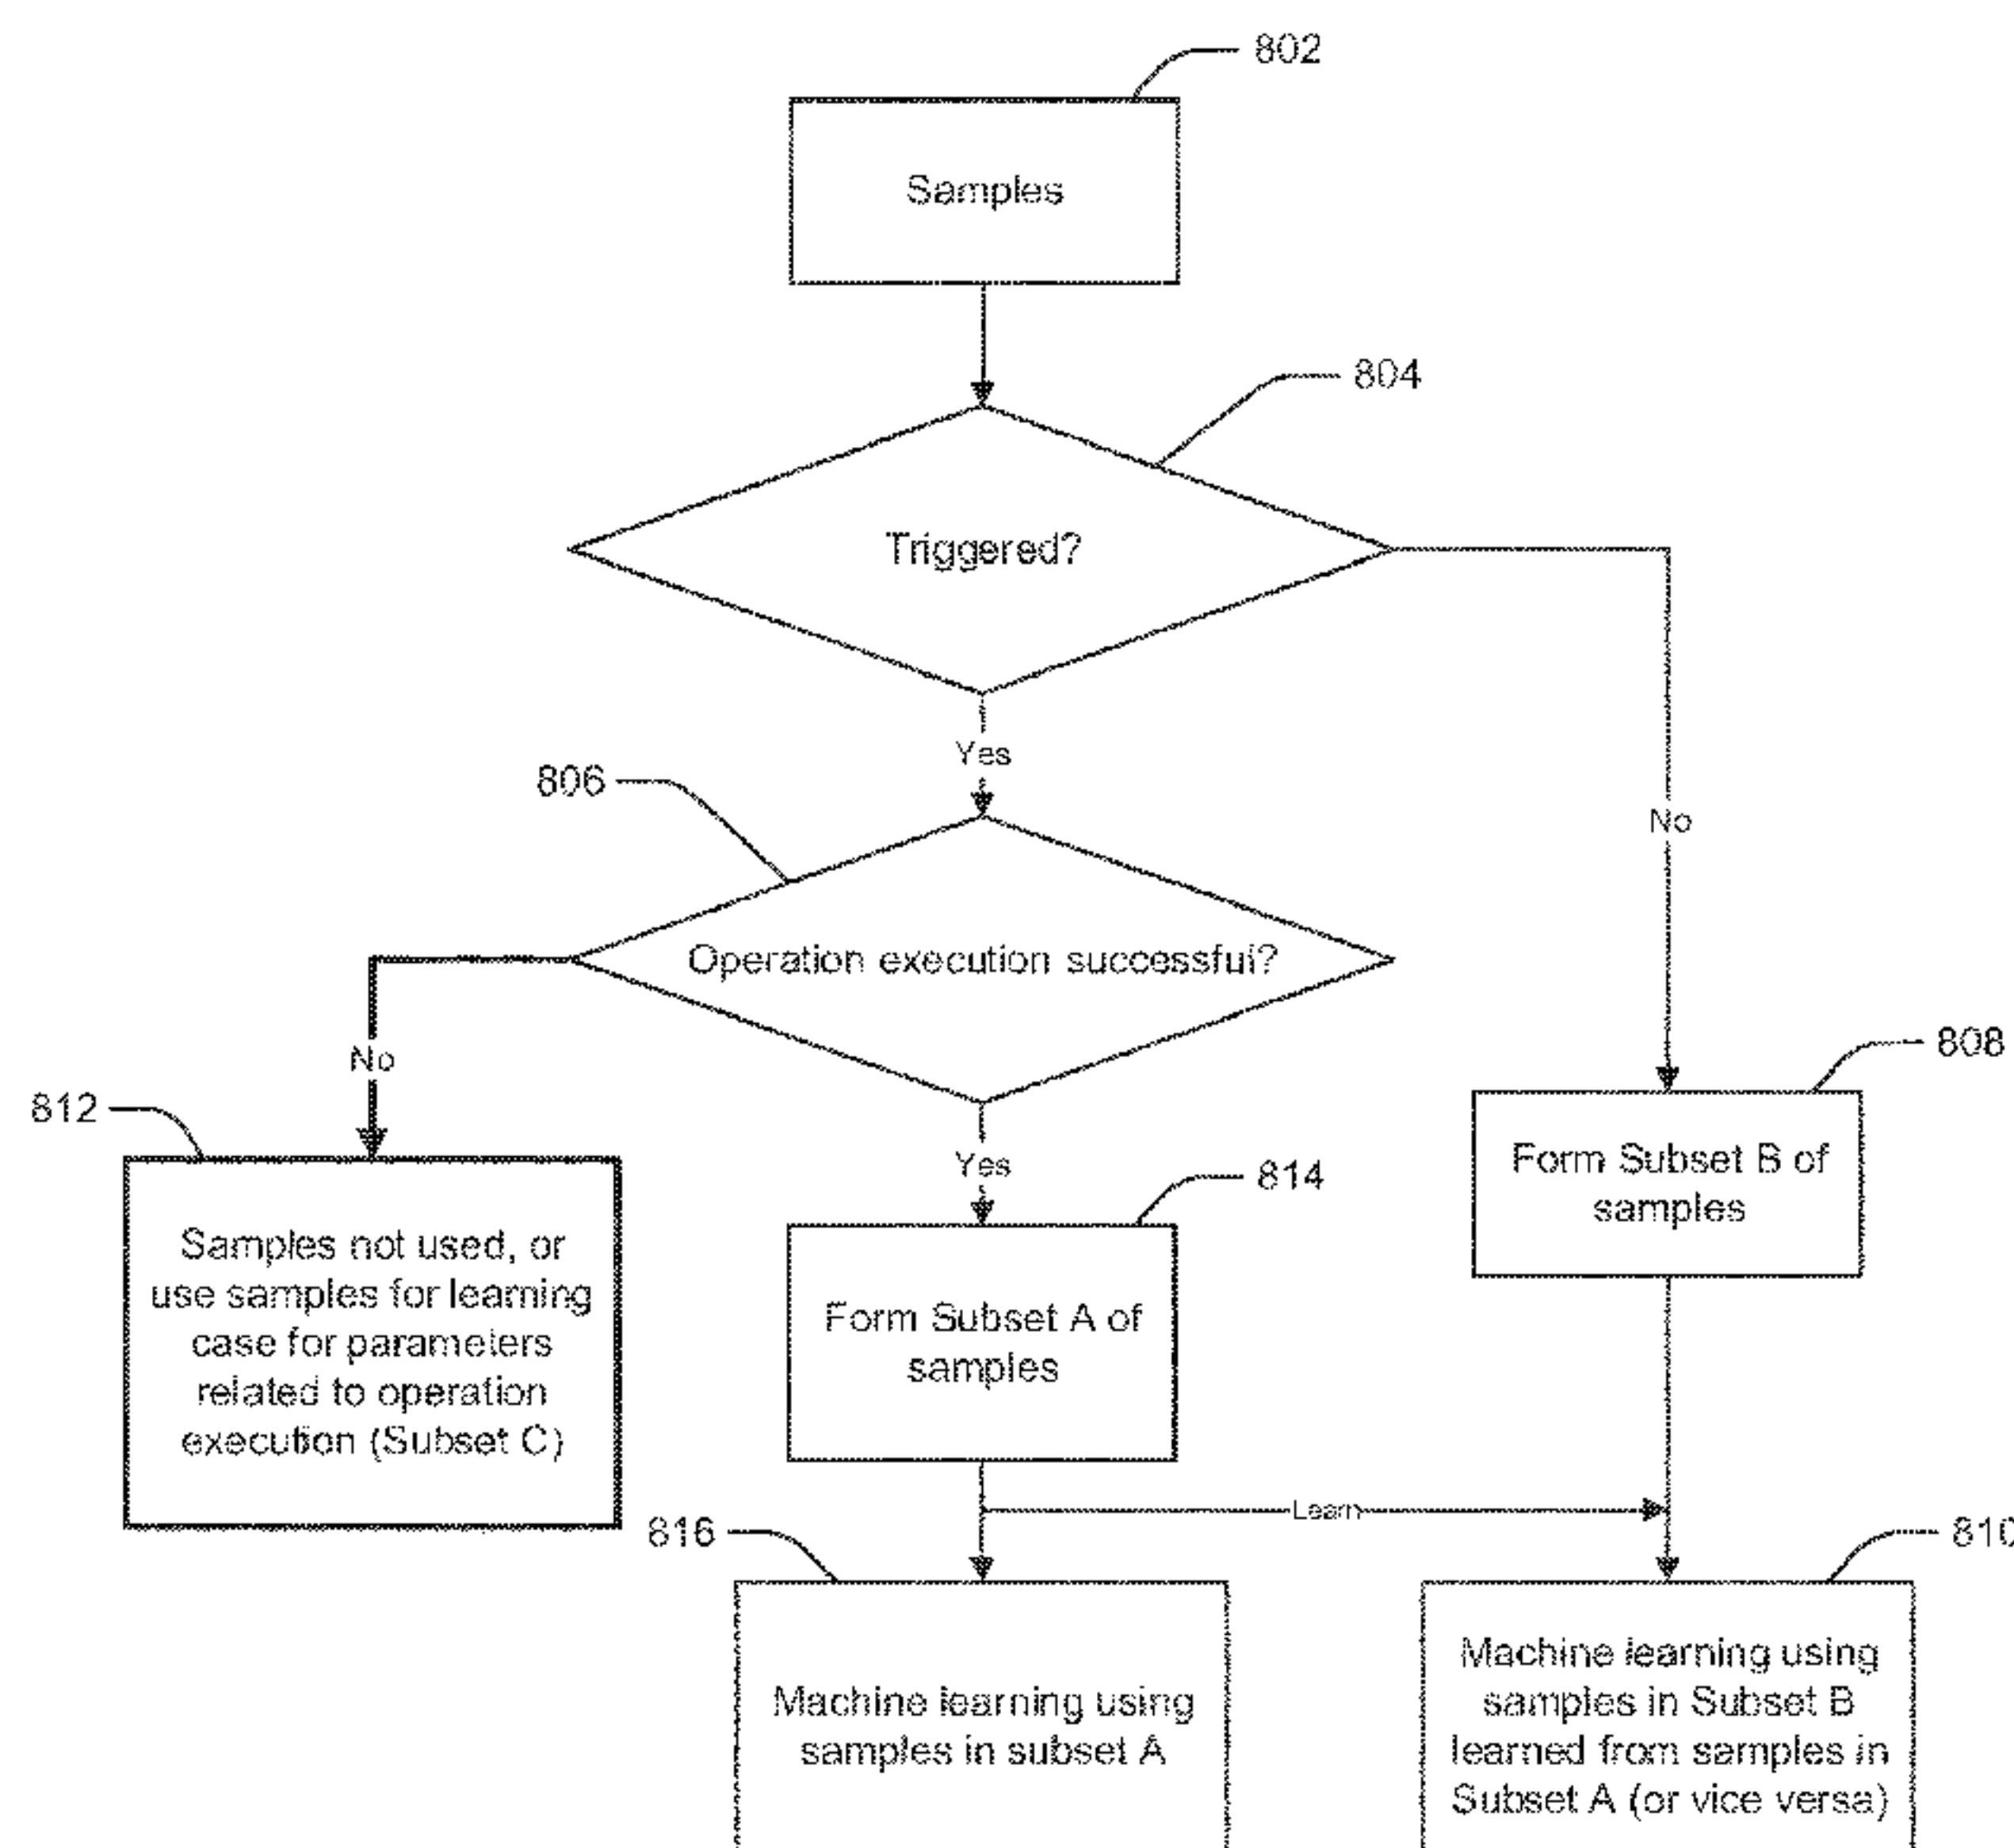 802
Samples
804
Triggered?
Yes
806
No
Operation execution successful?
No
808
812
Yes
814
Form Subset B of
samples
Samples not used, or
use samples for learning
case for parameters
related to operation
execution (Subset C)
Form Subset A of
samples
Learn
816
810
Machine learning using
samples in subset A
Machine learning using
samples in Subset B
learned from samples in
Subset A (or vice versa)